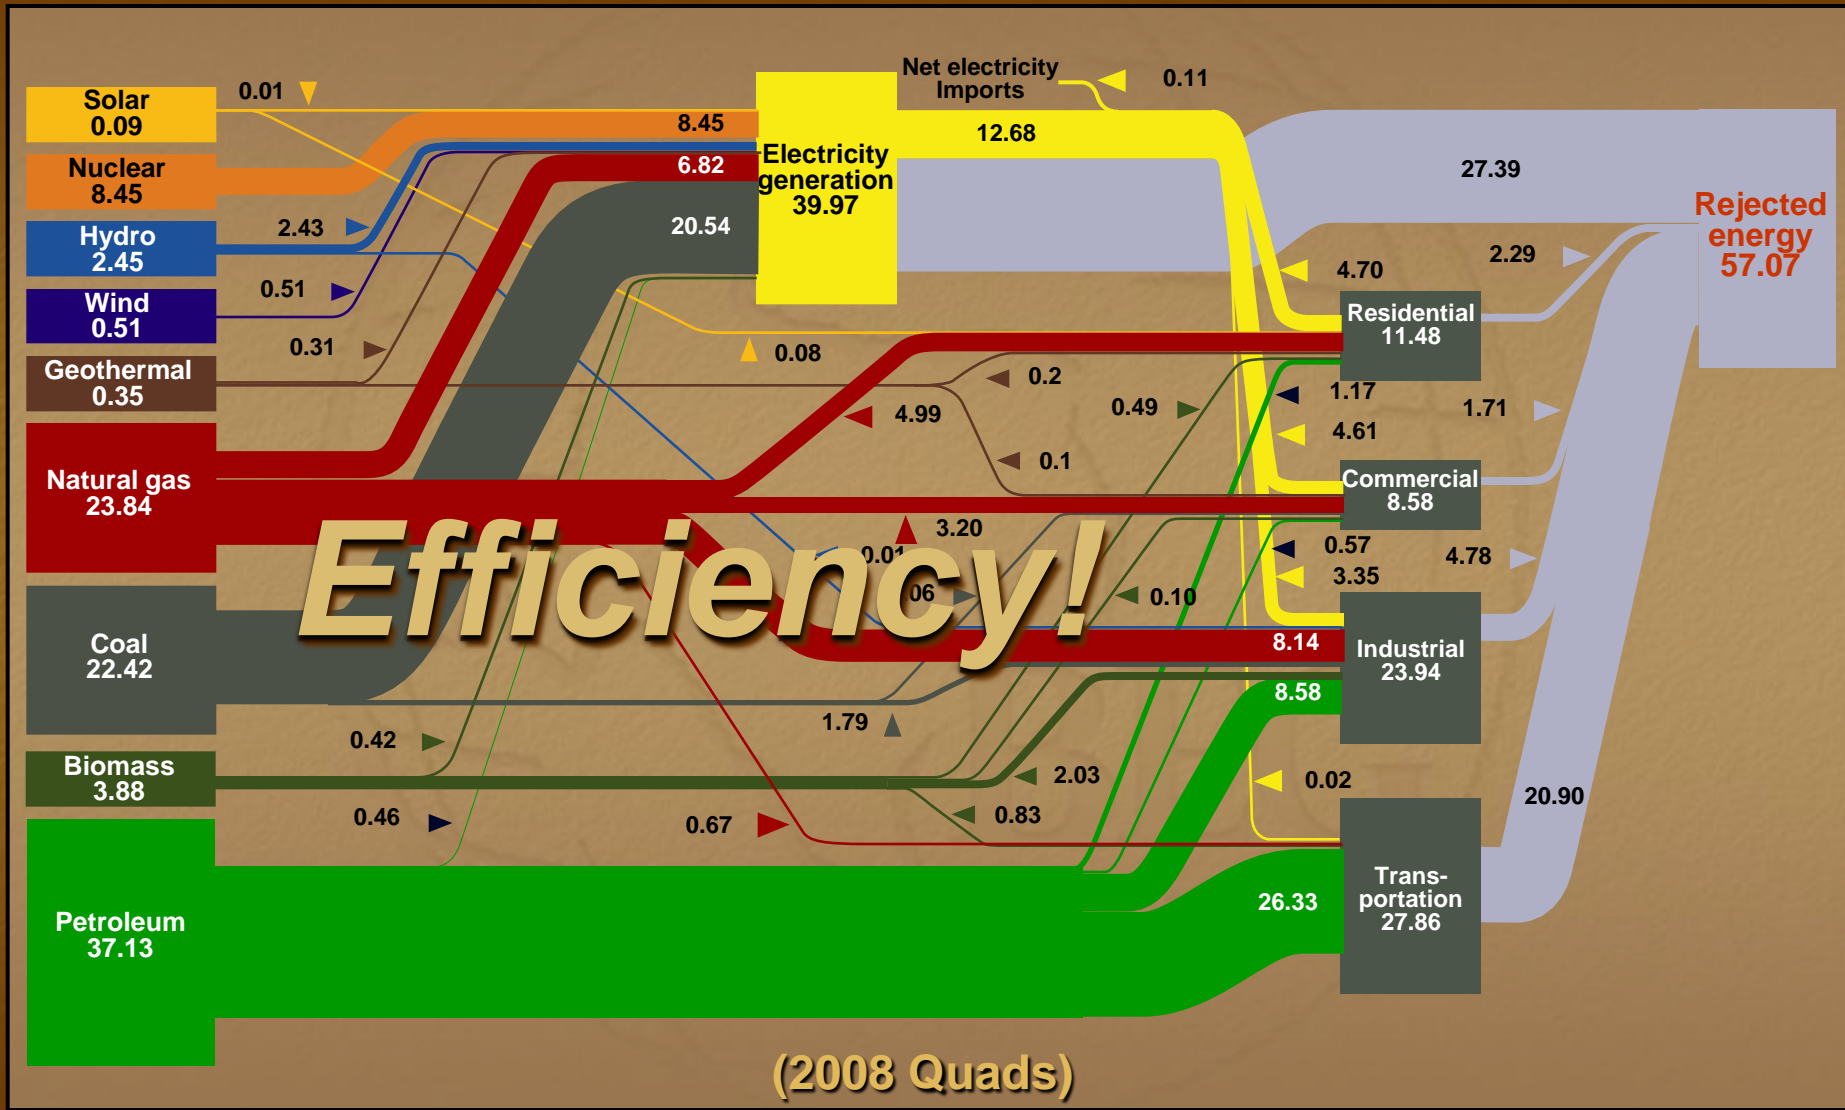 Solar
0.09
Nuclear
8.45
Hydro
2.45
Wind
0.51
Geothermal
0.35
Natural gas
23.84
Coal
22.42
Biomass
3.88
Petroleum
37.13
0.01
2.43
0.51
0.31
8.45
6.82
20.54
Electricity
generation
39.97
Net electricity
Imports
0.11
12.68
27.39
Rejected
energy
57.07
0.08
4.99
0.2
0.1
3.20
0.01
06
0.49
0.10
4.70
Residential
11.48
2.29
1.17
4.61
1.71
Commercial
8.58
0.57
3.35
4.78
8.14
8.58
Industrial
23.94
Efficiency!
1.79
0.42
0.46
0.67
2.03
0.83
0.02
20.90
26.33
Trans-
portation
27.86
(2008 Quads)